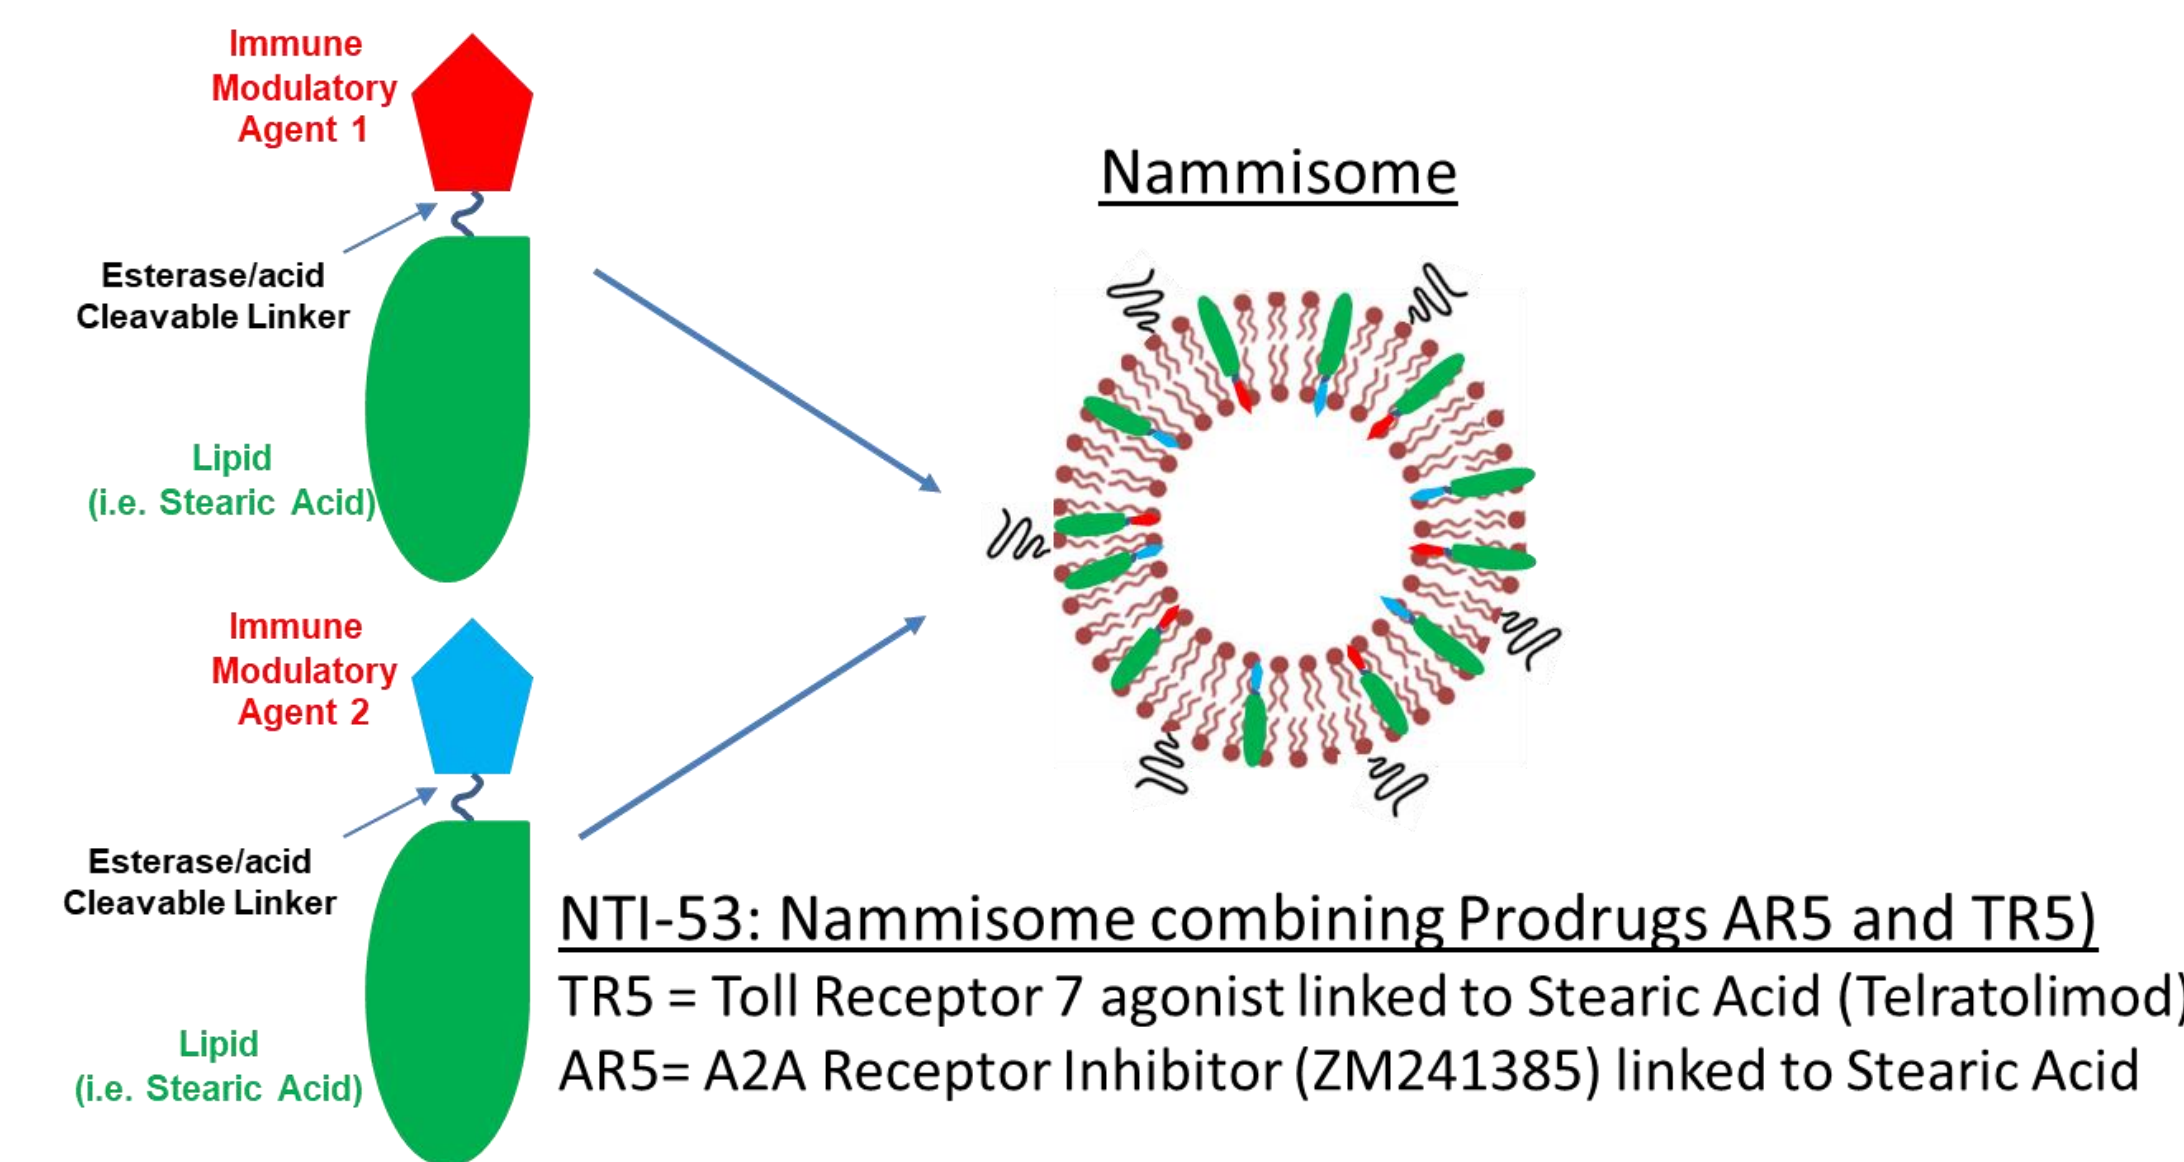 Immune
Modulatory
Agent 1
Esterase/acid
Cleavable Linker
Lipid
(i.e. Stearic Acid)
Immune
Modulatory
Agent 2
Esterase/acid
Cleavable Linker
Lipid
(i.e. Stearic Acid)
Nammisome
NTI-53: Nammisome combining Prodrugs AR5 and TR5)
TR5 = Toll Receptor 7 agonist linked to Stearic Acid (Telratolimod)
AR5= A2A Receptor Inhibitor (ZM241385) linked to Stearic Acid